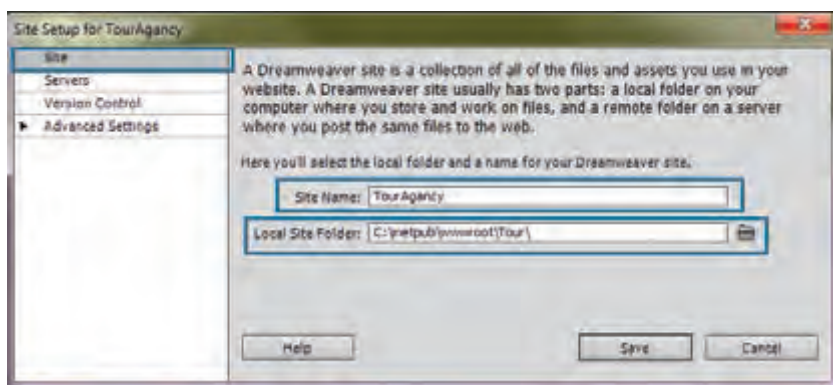 Site Setup for TourAgancy
Site
Servers
Version Control
Advanced Settings
A Dreamweaver site is a collection of all of the files and assets you use in your
website. A Dreamweaver site usually has two parts: a local folder on your
computer where you store and work on files, and a remote folder on a server
where you post the same files to the web.
Here you'll select the local folder and a name for your Dreamweaver site.
Site Name: TourAgancy
Local Site Folder: C:\inetpub\wwwroot\Tour\
Help
Save
Cancel